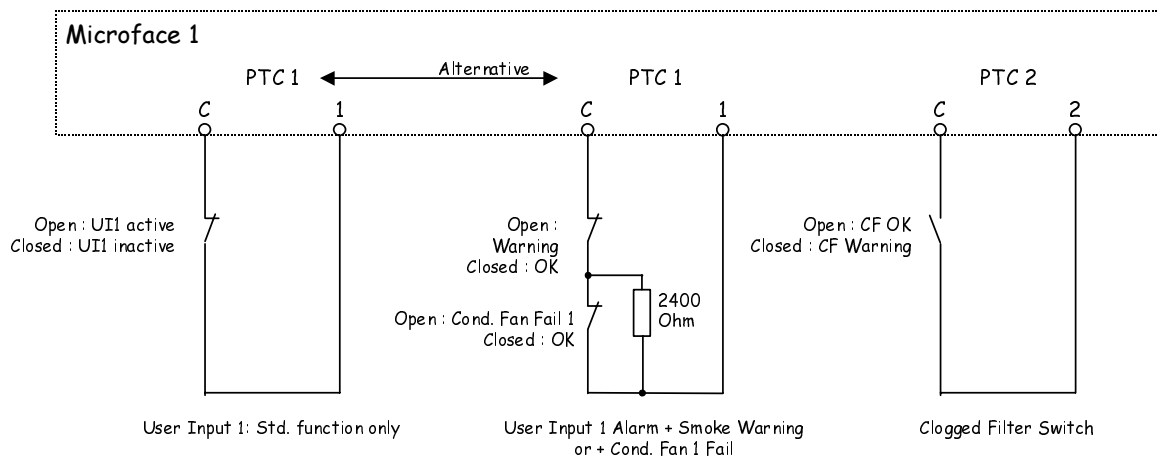 Microface 1
PTC 1
Alternative
PTC 1
PTC 2
C
1
C
1
C
2
Open : UI1 active
Closed : UI1 inactive
Open :
Warning
Closed : OK
Open : CF OK
Closed : CF Warning
2400
Ohm
Open : Cond. Fan Fail 1
Closed : OK
User Input 1: Std. function only
User Input 1 Alarm + Smoke Warning
or + Cond. Fan 1 Fail
Clogged Filter Switch